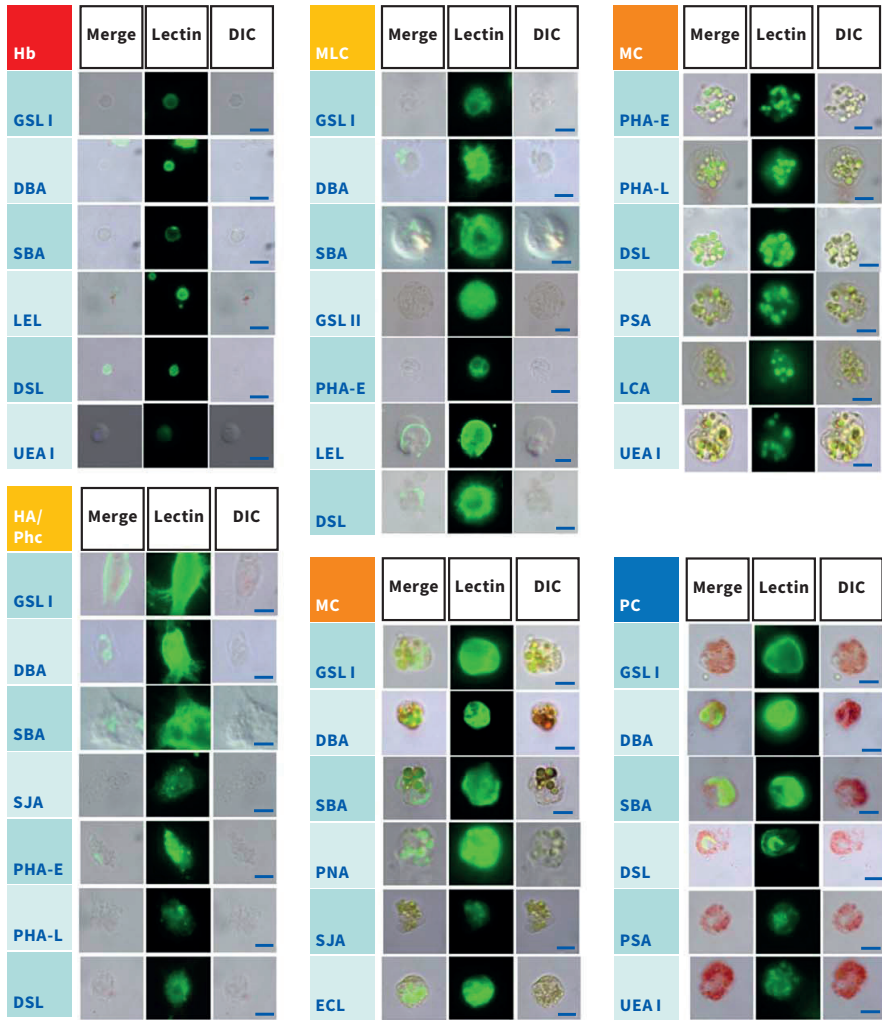 Hb Merge Lectin DIC
GSL I
DBA
SBA
LEL
DSL
UEA I
HA/
Phc Merge Lectin DIC
GSL I
DBA
SBA
SJA
PHA-E
PHA-L
DSL
MLC Merge Lectin DIC
GSL I
DBA
SBA
GSL II
PHA-E
LEL
DSL
MC Merge Lectin DIC
GSL I
DBA
SBA
PNA
SJA
ECL
MC Merge Lectin DIC
PHA-E
PHA-L
DSL
PSA
LCA
UEA I
PC Merge Lectin DIC
GSL I
DBA
SBA
DSL
PSA
UEA I